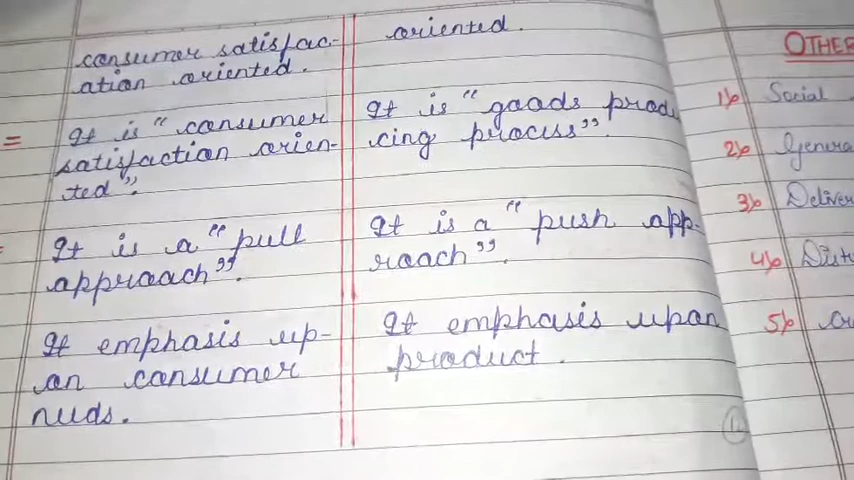 consumer satisfac-
ation oriented.
= It is "consumer
satisfaction orien-
ted".
= It is a "pull
approach".
It emphasis up-
on consumer
needs.
oriented.
It is "goods produ
cing process".
It is a "push app-
roach".
It emphasis upon
product.
OTHER
1) Social
2) Genera
3) Deliver
4) Distr
5)